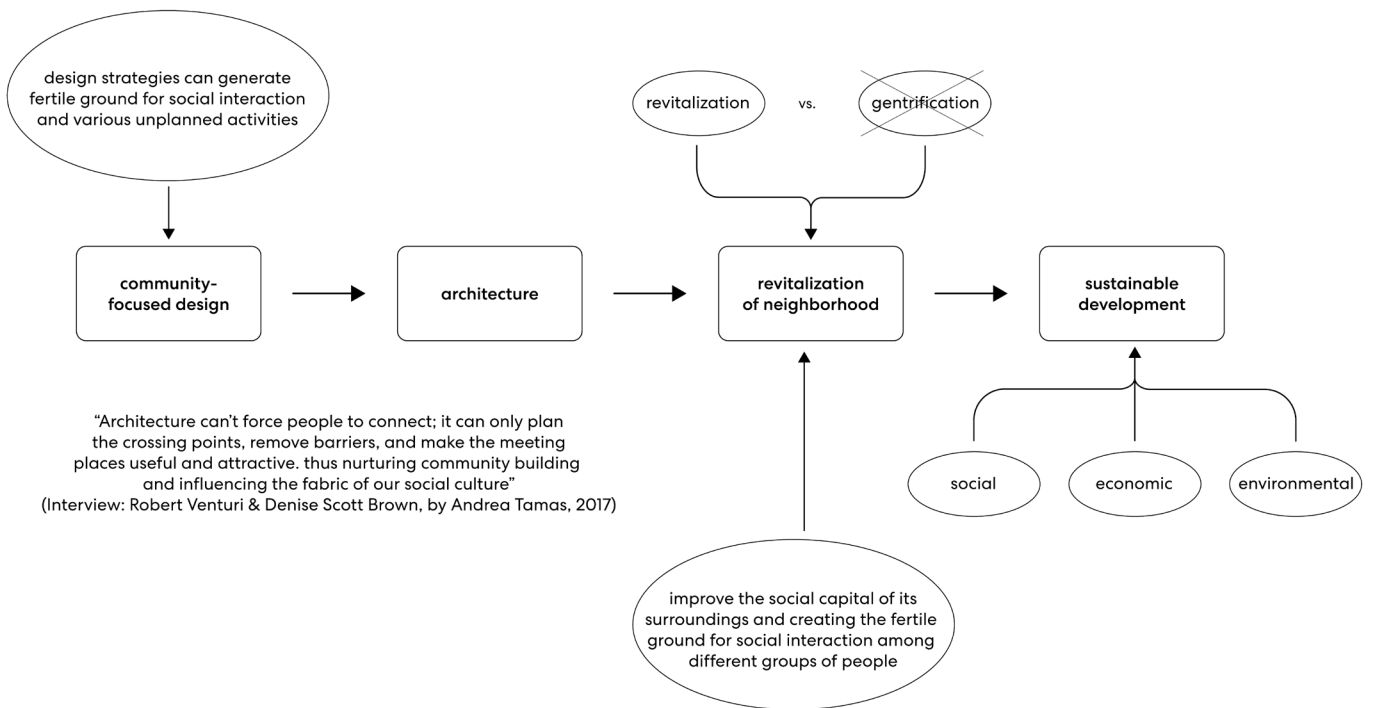 design strategies can generate
fertile ground for social interaction
and various unplanned activities
revitalization
vs.
gentrification
community-
focused design
architecture
revitalization
of neighborhood
sustainable
development
“Architecture can’t force people to connect; it can only plan
the crossing points, remove barriers, and make the meeting
places useful and attractive. thus nurturing community building
and influencing the fabric of our social culture”
(Interview: Robert Venturi & Denise Scott Brown, by Andrea Tamas, 2017)
social
economic
environmental
improve the social capital of its
surroundings and creating the fertile
ground for social interaction among
different groups of people